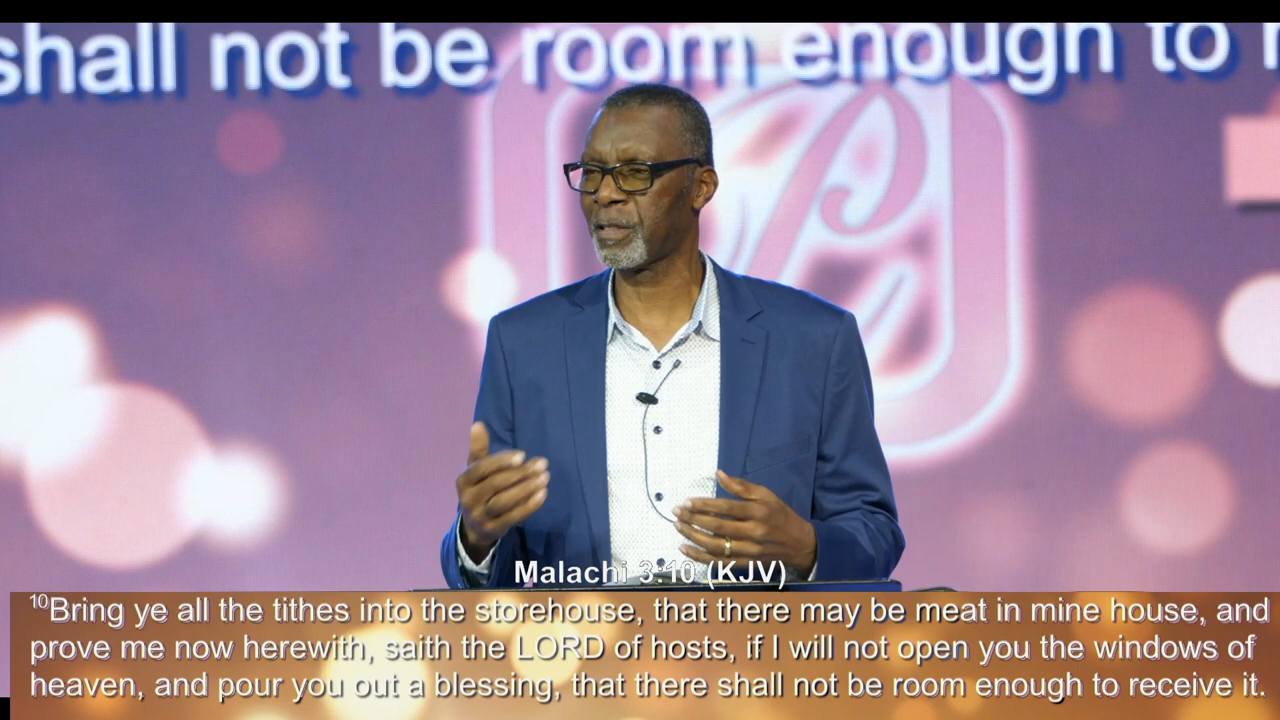 shall not be room enough to
Malachi 3:10 (KJV)
10Bring ye all the tithes into the storehouse, that there may be meat in mine house, and
prove me now herewith, saith the LORD of hosts, if I will not open you the windows of
heaven, and pour you out a blessing, that there shall not be room enough to receive it.